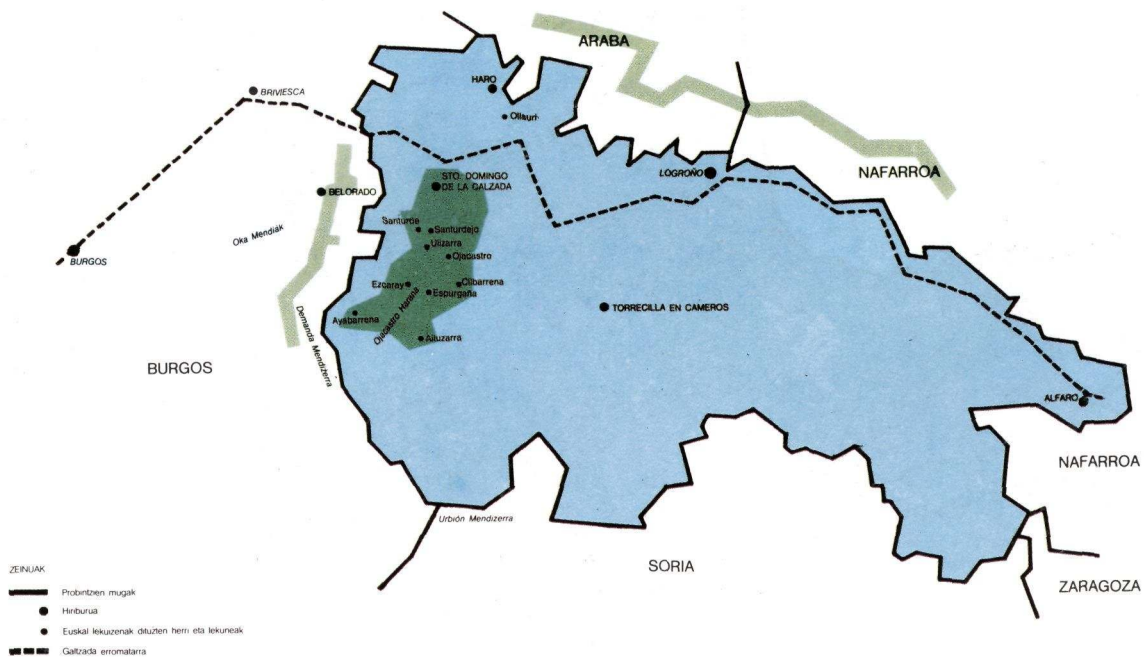 ARABA
HARO
BRIVIESCA
Ollauri
NAFARROA
LOGROÑO
STO. DOMINGO
DE LA CALZADA
BELORADO
Santurde
Santurdejo
Oka Mendiak
Ulizarra
Ojacastro
BURGOS
Ezcaray
Cilbarrena
Espurgaña
Ojacastro Harana
TORRECILLA EN CAMEROS
Ayabarrena
Demanda Mendizerra
Altuzarra
BURGOS
ALFARO
NAFARROA
Urbión Mendizerra
SORIA
ZARAGOZA
ZEINUAK
Probintzien mugak
Hiriburua
Euskal lekuizenak dituzten herri eta lekuneak
Galtzada erromatarra